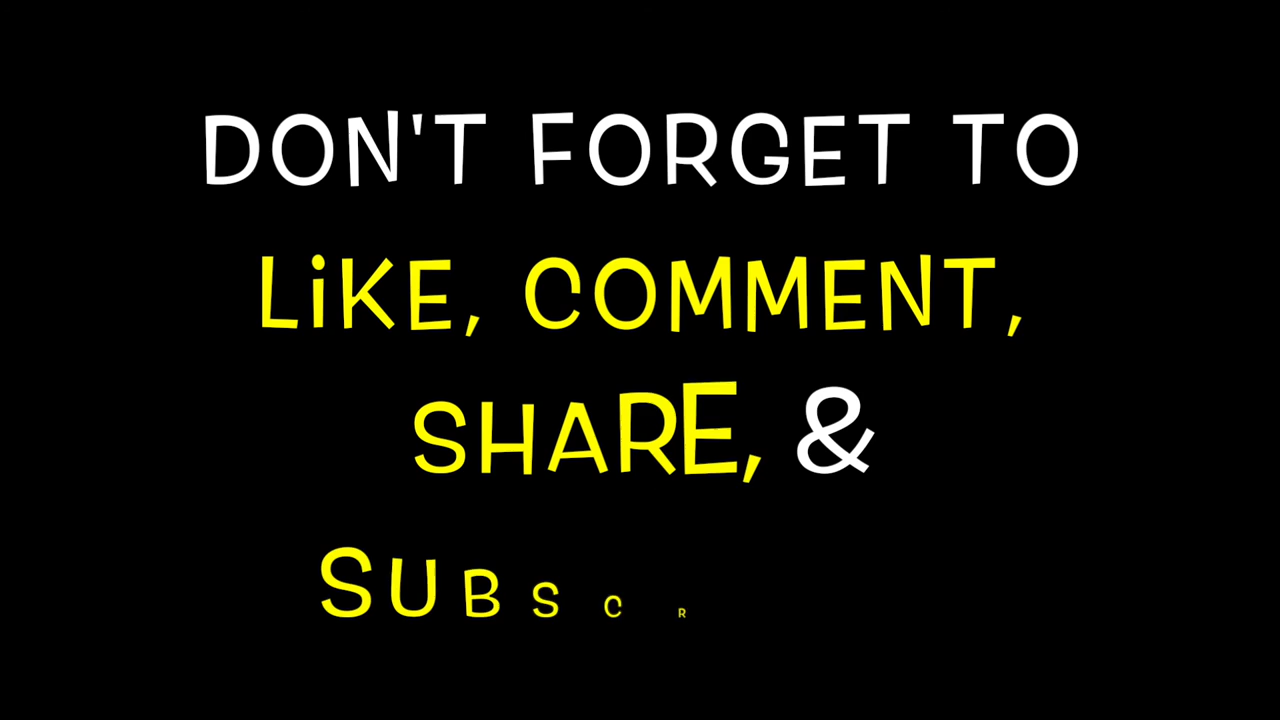 DON'T FORGET TO
LiKE, COMMENT,
SHARE, &
SUBSCR